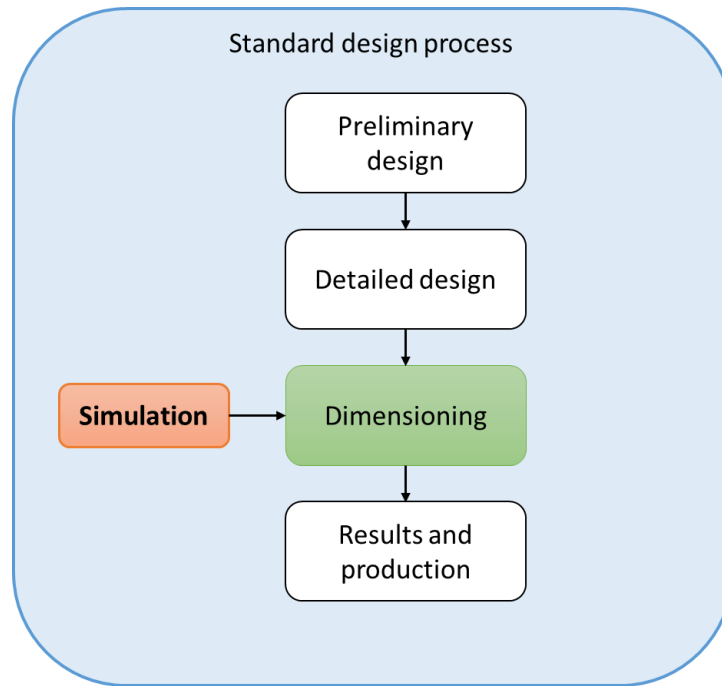 Standard design process
Preliminary
design
Detailed design
Simulation
Dimensioning
Results and
production